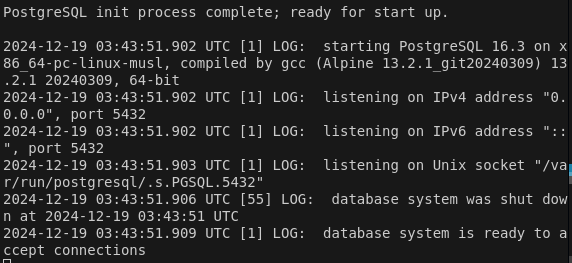 PostgreSQL init process complete; ready for start up.

2024-12-19 03:43:51.902 UTC [1] LOG:  starting PostgreSQL 16.3 on x
86_64-pc-linux-musl, compiled by gcc (Alpine 13.2.1_git20240309) 13
.2.1 20240309, 64-bit
2024-12-19 03:43:51.902 UTC [1] LOG:  listening on IPv4 address "0.
0.0.0", port 5432
2024-12-19 03:43:51.902 UTC [1] LOG:  listening on IPv6 address "::
", port 5432
2024-12-19 03:43:51.903 UTC [1] LOG:  listening on Unix socket "/va
r/run/postgresql/.s.PGSQL.5432"
2024-12-19 03:43:51.906 UTC [55] LOG:  database system was shut dow
n at 2024-12-19 03:43:51 UTC
2024-12-19 03:43:51.909 UTC [1] LOG:  database system is ready to a
ccept connections